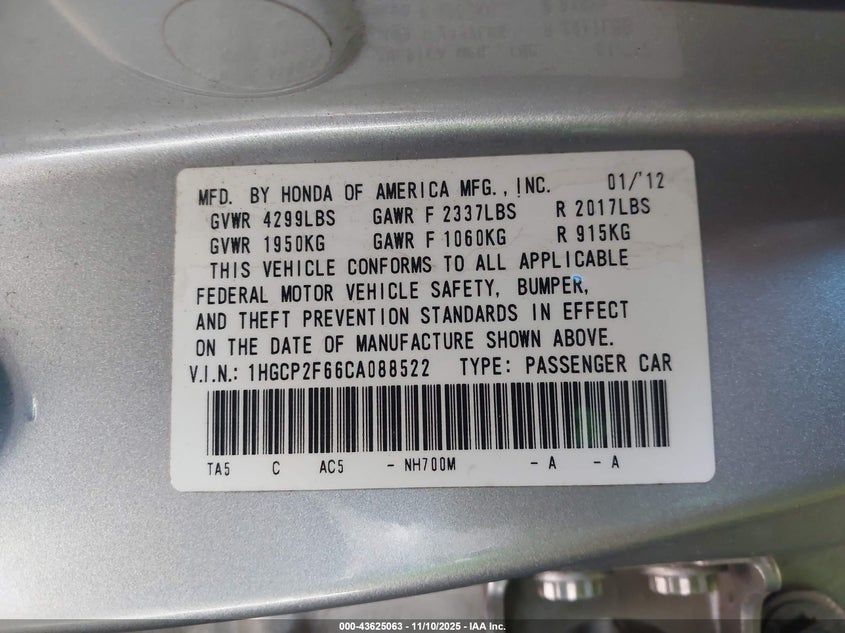 MFD. BY HONDA OF AMERICA MFG., INC. 01/'12
GVWR 4299LBS GAWR F 2337LBS R 2017LBS
GVWR 1950KG GAWR F 1060KG R 915KG
THIS VEHICLE CONFORMS TO ALL APPLICABLE
FEDERAL MOTOR VEHICLE SAFETY, BUMPER,
AND THEFT PREVENTION STANDARDS IN EFFECT
ON THE DATE OF MANUFACTURE SHOWN ABOVE.
V.I.N.: 1HGCP2F66CA088522 TYPE: PASSENGER CAR
TA5 C AC5 - NH700M - A - A
000-43625063 - 11/10/2025 - IAA Inc.